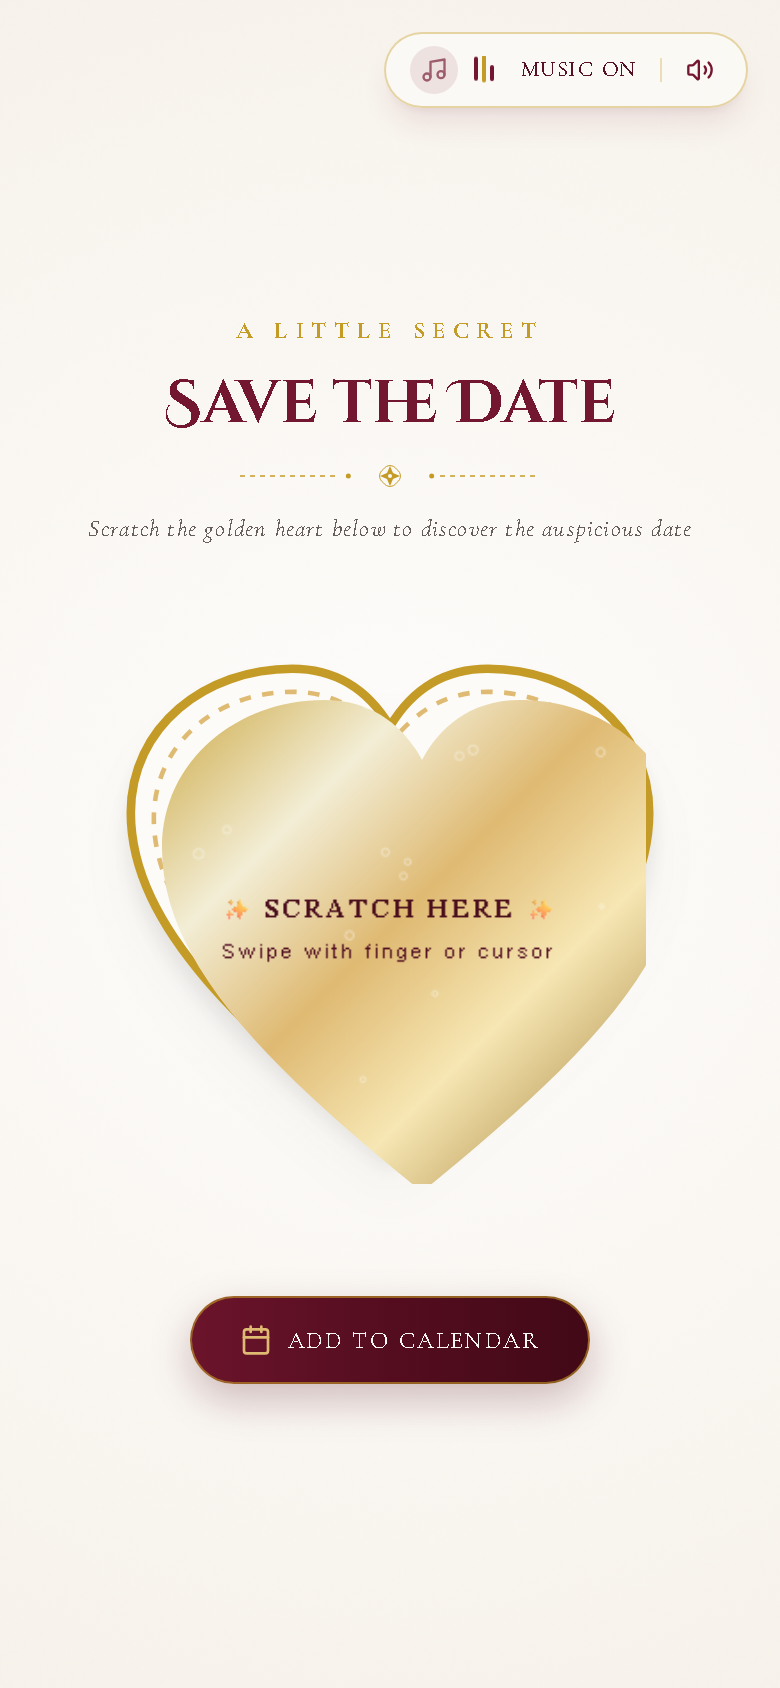 MUSIC ON
A LITTLE SECRET
SAVE THE DATE
Scratch the golden heart below to discover the auspicious date
✨ SCRATCH HERE ✨
Swipe with finger or cursor
ADD TO CALENDAR